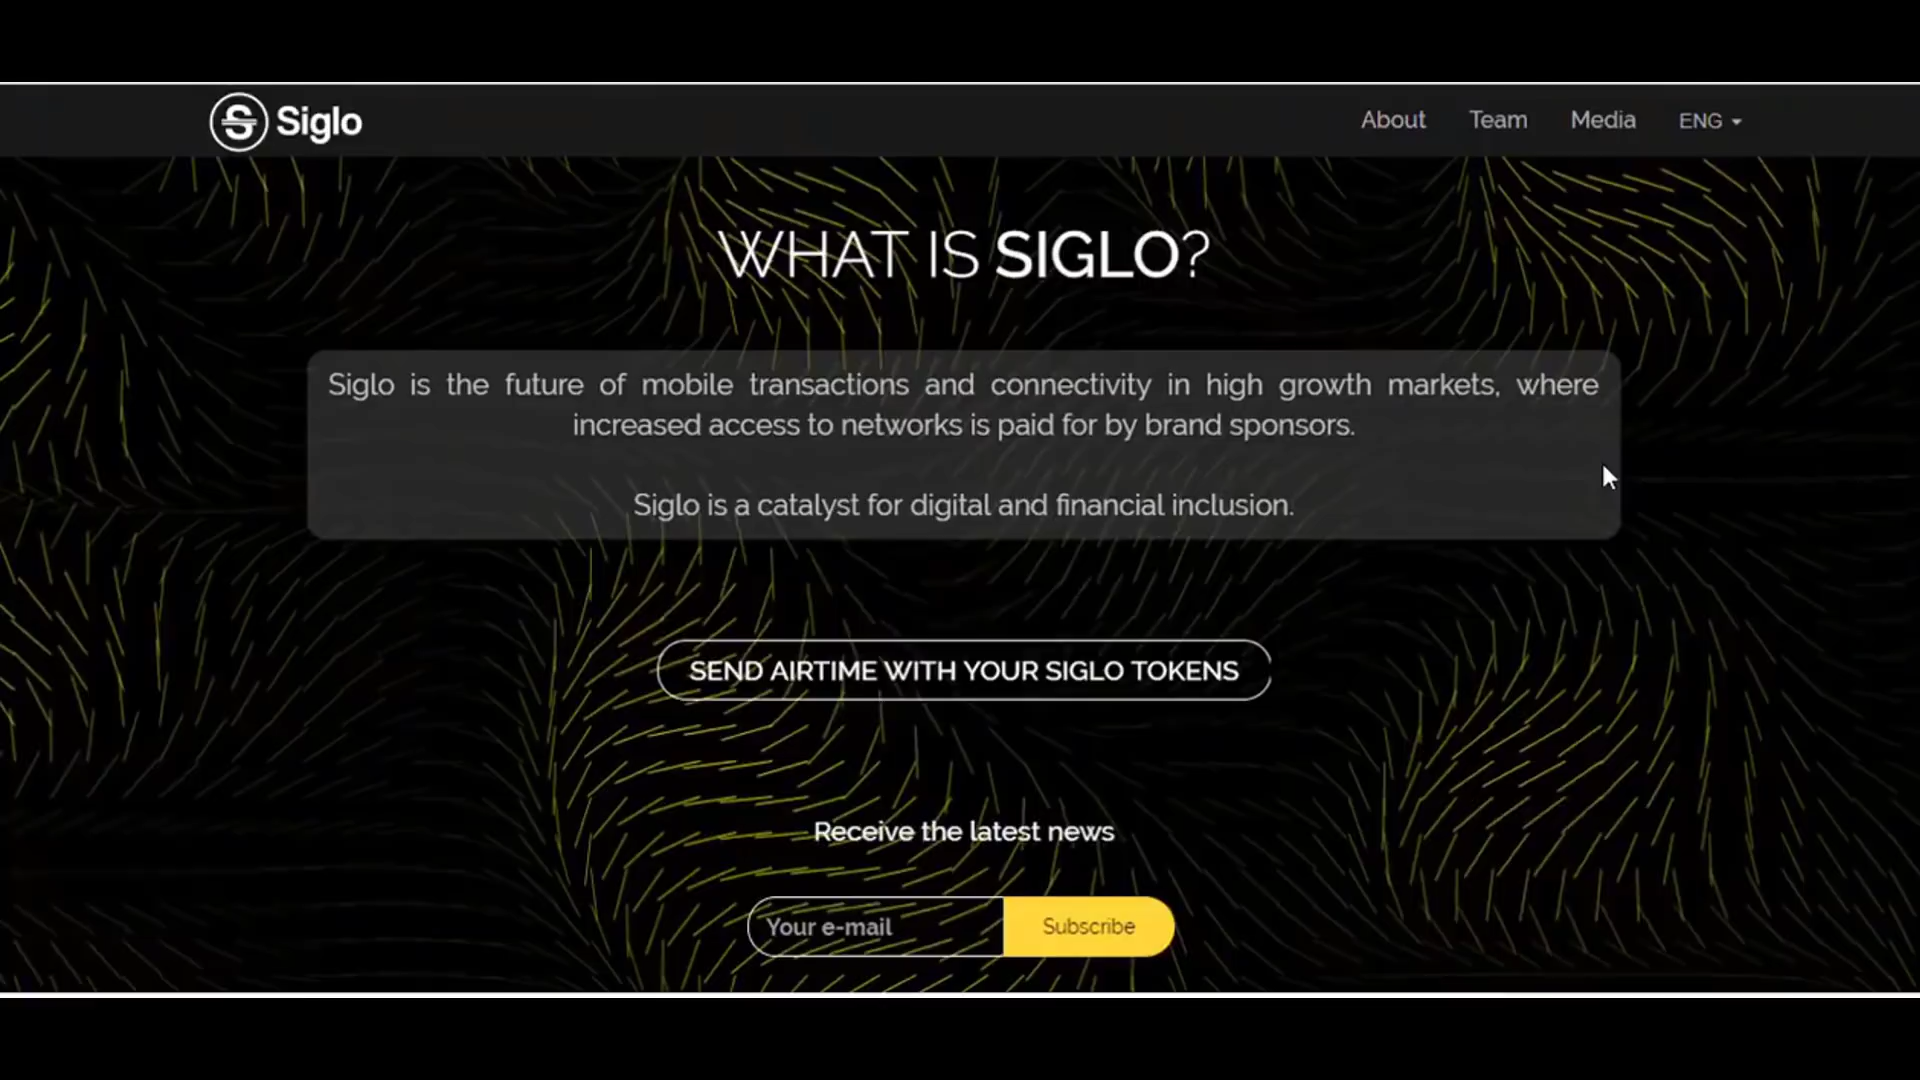 Siglo
About
Team
Media
ENG
WHAT IS SIGLO?
Siglo is the future of mobile transactions and connectivity in high growth markets, where
increased access to networks is paid for by brand sponsors.
Siglo is a catalyst for digital and financial inclusion.
SEND AIRTIME WITH YOUR SIGLO TOKENS
Receive the latest news
Your e-mail
Subscribe